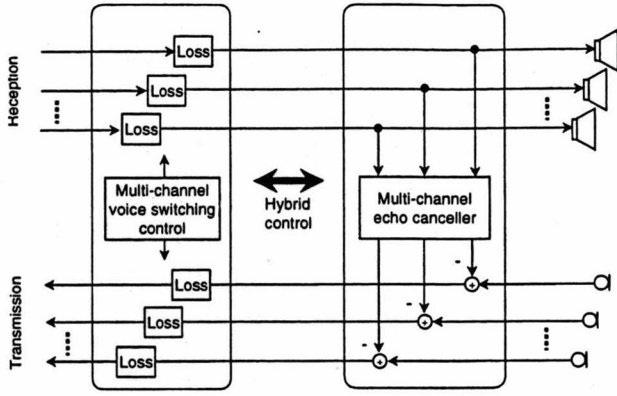 Reception
Loss
Loss
Loss
Multi-channel
voice switching
control
Hybrid
control
Multi-channel
echo canceller
Transmission
Loss
Loss
Loss
-
-
-
+
+
+